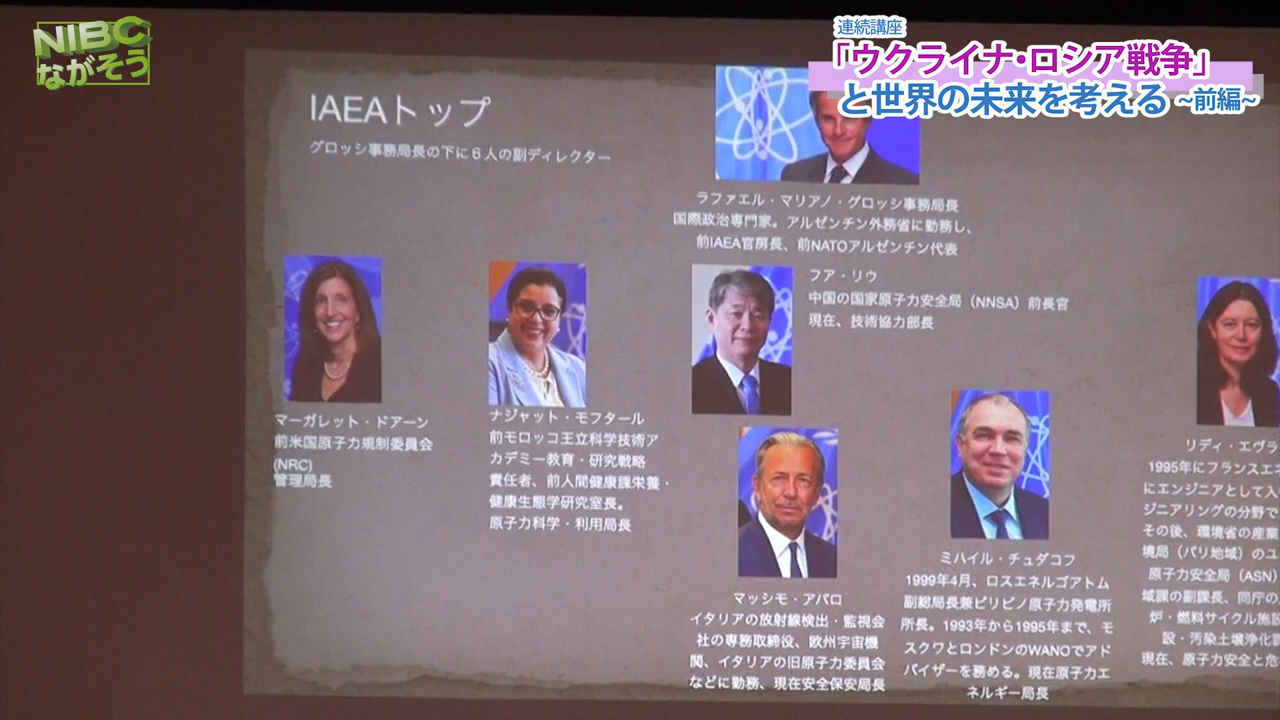 NIBC
ながそう
連続講座
「ウクライナ・ロシア戦争」
と世界の未来を考える ~前編~
IAEAトップ
グロッシ事務局長の下に６人の副ディレクター
ラファエル・マリアノ・グロッシ事務局長
国際政治専門家。アルゼンチン外務省に勤務し、
前IAEA官房長、前NATOアルゼンチン代表
マーガレット・ドアーン
前米国原子力規制委員会
(NRC)
管理局長
ナジャット・モフタール
前モロッコ王立科学技術ア
カデミー教育・研究戦略
責任者、前人間健康課栄養・
健康生態学研究室長。
原子力科学・利用局長
フア・リウ
中国の国家原子力安全局（NNSA）前長官
現在、技術協力部長
マッシモ・アパロ
イタリアの放射線検出・監視会
社の専務取締役、欧州宇宙機
関、イタリアの旧原子力委員会
などに勤務、現在安全保安局長
ミハイル・チュダコフ
1999年4月、ロスエネルゴアトム
副総局長兼ビリビノ原子力発電所
所長。1993年から1995年まで、モ
スクワとロンドンのWANOでアド
バイザーを務める。現在原子力エ
ネルギー局長
リディ・エヴラ
1995年にフランスエネ
にエンジニアとして入
ジニアリングの分野で
その後、環境省の産業
境局（パリ地域）のユ
原子力安全局（ASN）
域課の副課長、同庁の
炉・燃料サイクル施設
設・汚染土壌浄化
現在、原子力安全と危